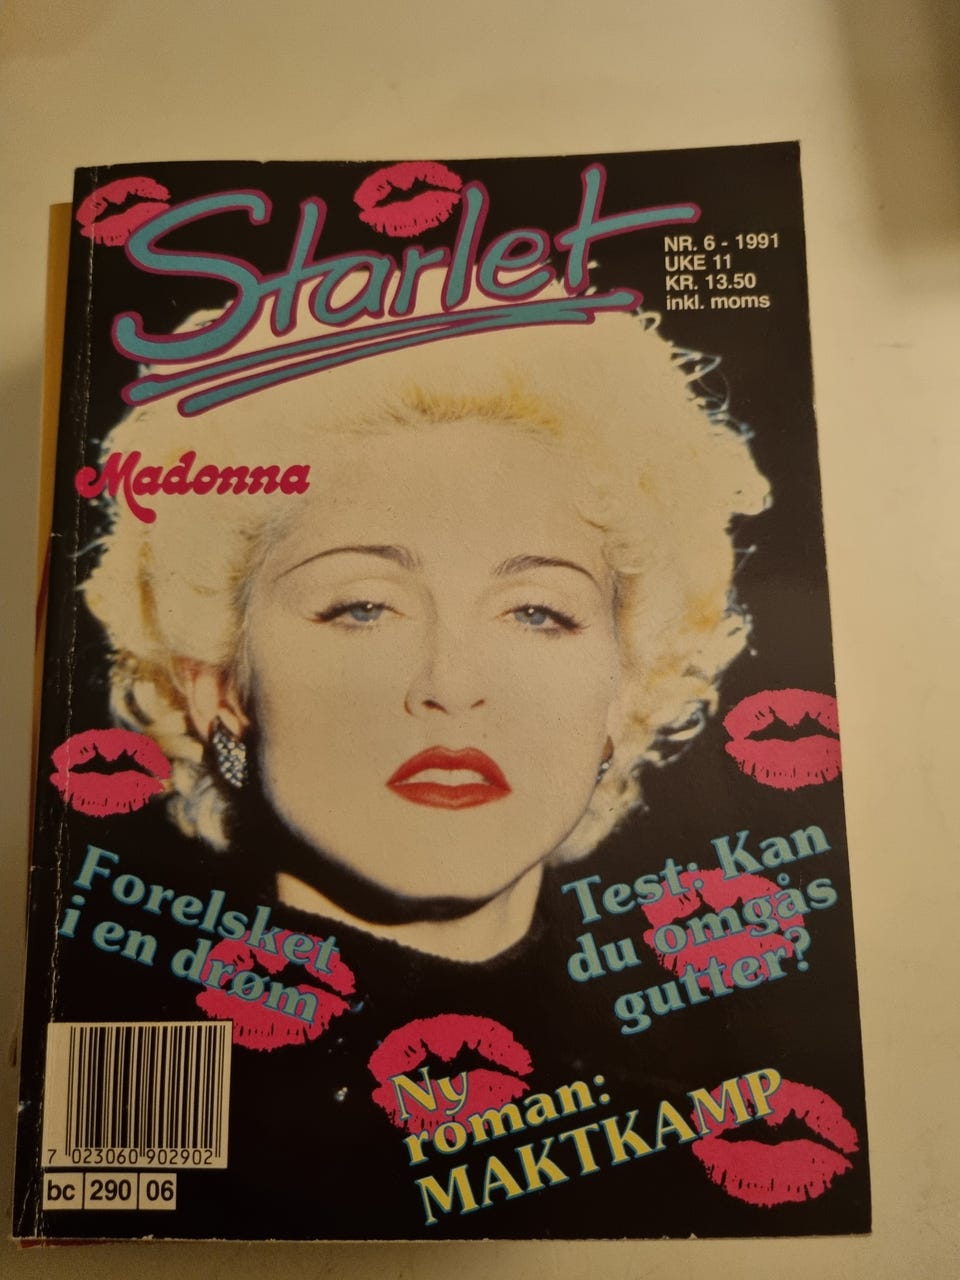 Starlet
NR. 6 - 1991
UKE 11
KR. 13.50
inkl. moms
Madonna
Forelsket
i en drøm
Test: Kan
du omgås
gutter?
Ny
roman:
MAKTKAMP
7 023060 902902
bc 290 06